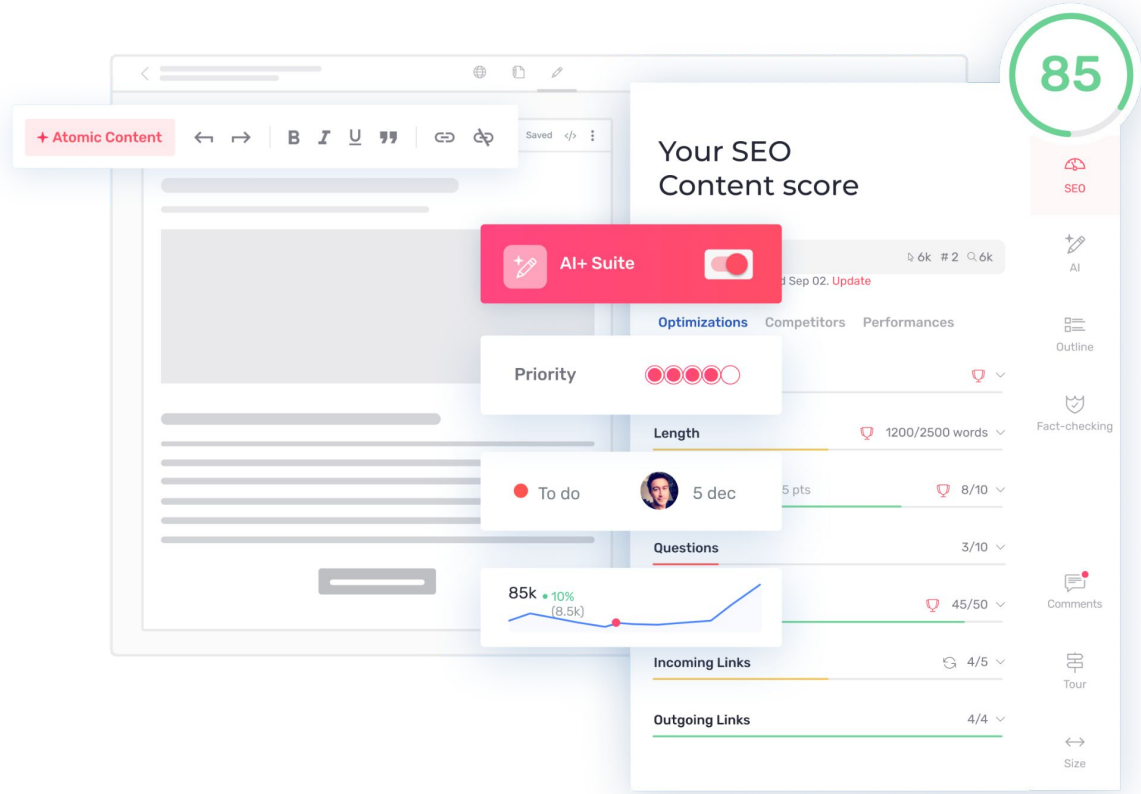 85
+ Atomic Content
B I U
Saved </>
Your SEO
Content score
SEO
AI+ Suite
6k # 2 6k
Sep 02. Update
AI
Optimizations Competitors Performances
Outline
Priority
Fact-checking
Length 1200/2500 words
To do 5 dec
5 pts 8/10
Questions 3/10
85k • 10%
(8.5k)
45/50
Comments
Incoming Links 4/5
Tour
Outgoing Links 4/4
Size